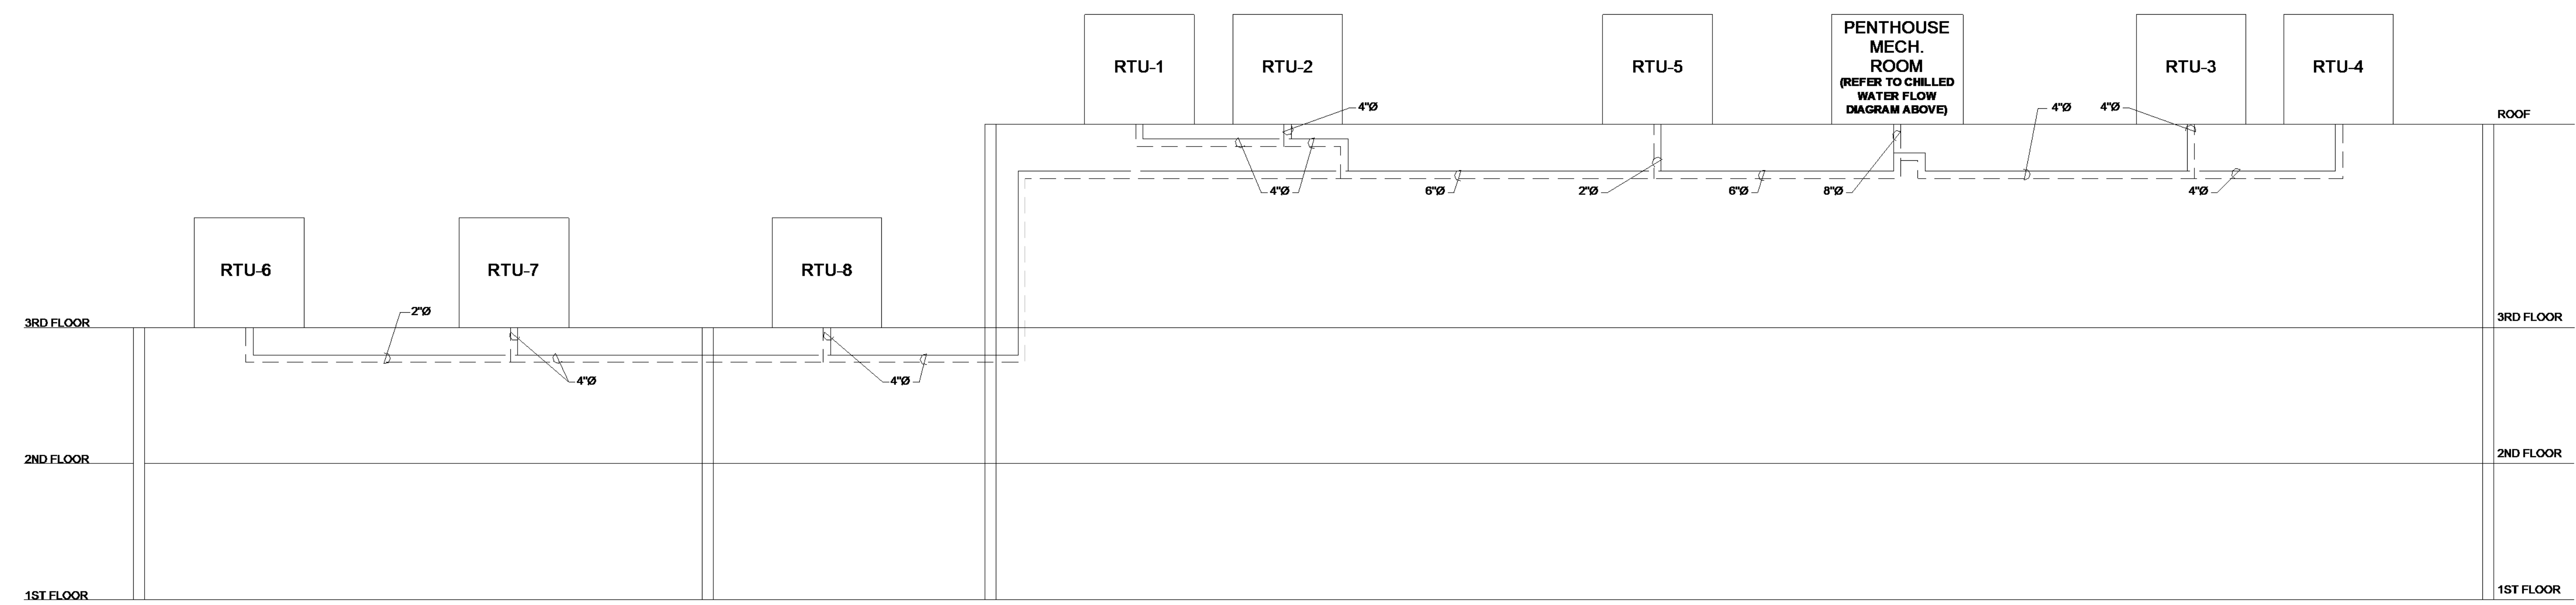 RTU-1
RTU-2
RTU-5
PENTHOUSE
MECH.
ROOM
(REFER TO CHILLED
WATER FLOW
DIAGRAM ABOVE)
RTU-3
RTU-4
4"Ø
4"Ø
4"Ø
ROOF
4"Ø
6"Ø
2"Ø
6"Ø
8"Ø
4"Ø
RTU-6
RTU-7
RTU-8
2"Ø
3RD FLOOR
3RD FLOOR
4"Ø
4"Ø
2ND FLOOR
2ND FLOOR
1ST FLOOR
1ST FLOOR